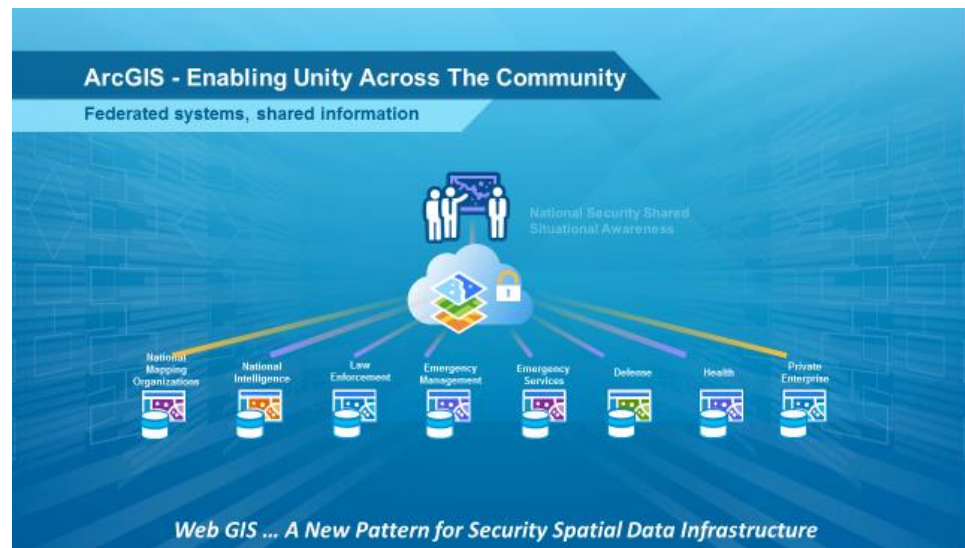 ArcGIS - Enabling Unity Across The Community
Federated systems, shared information
National Security Shared
Situational Awareness
National
Mapping
Organizations
National
Intelligence
Law
Enforcement
Emergency
Management
Emergency
Services
Defense
Health
Private
Enterprise
Web GIS ... A New Pattern for Security Spatial Data Infrastructure